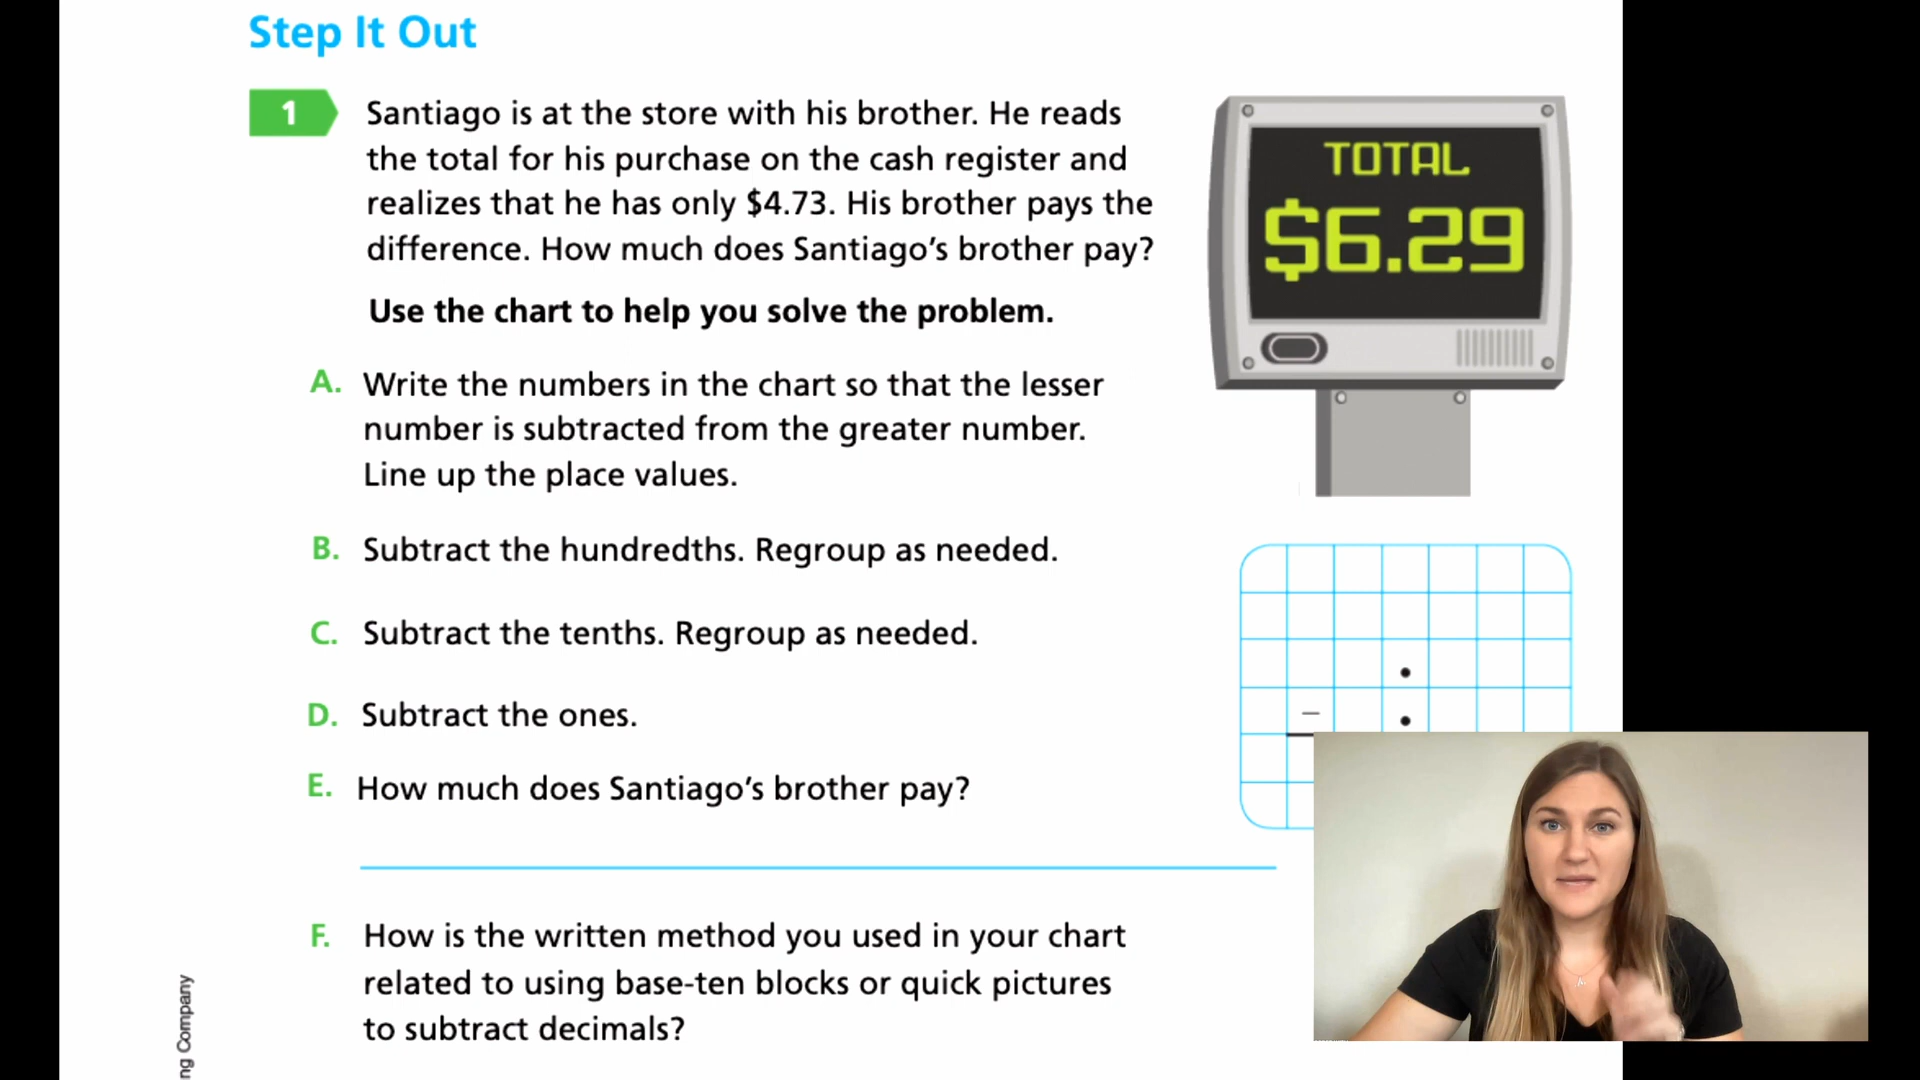 Step It Out
1 Santiago is at the store with his brother. He reads
the total for his purchase on the cash register and
realizes that he has only $4.73. His brother pays the
difference. How much does Santiago’s brother pay?
Use the chart to help you solve the problem.
TOTAL
$6.29
A. Write the numbers in the chart so that the lesser
number is subtracted from the greater number.
Line up the place values.
B. Subtract the hundredths. Regroup as needed.
C. Subtract the tenths. Regroup as needed.
D. Subtract the ones.
.
– .
E. How much does Santiago’s brother pay?
F. How is the written method you used in your chart
related to using base-ten blocks or quick pictures
to subtract decimals?
ng Company